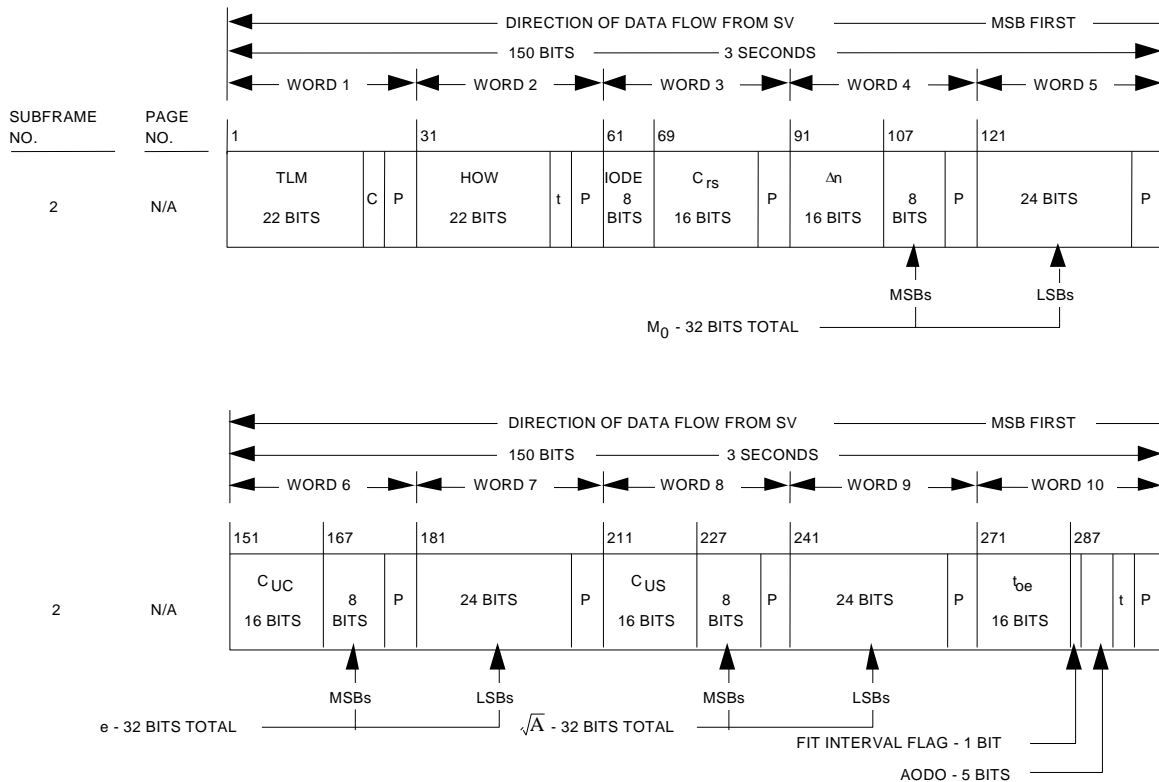 DIRECTION OF DATA FLOW FROM SV MSB FIRST
150 BITS 3 SECONDS
WORD 1 WORD 2 WORD 3 WORD 4 WORD 5
SUBFRAME NO. PAGE NO.
1 31 61 69 91 107 121
2 N/A
TLM 22 BITS C P HOW 22 BITS t P IODE 8 BITS Crs 16 BITS P Δn 16 BITS 8 BITS P 24 BITS P
MSBs LSBs
M0 - 32 BITS TOTAL
DIRECTION OF DATA FLOW FROM SV MSB FIRST
150 BITS 3 SECONDS
WORD 6 WORD 7 WORD 8 WORD 9 WORD 10
151 167 181 211 227 241 271 287
2 N/A
CUC 16 BITS 8 BITS P 24 BITS P CUS 16 BITS 8 BITS P 24 BITS P toe 16 BITS t P
MSBs LSBs MSBs LSBs
e - 32 BITS TOTAL √A - 32 BITS TOTAL
FIT INTERVAL FLAG - 1 BIT
AODO - 5 BITS